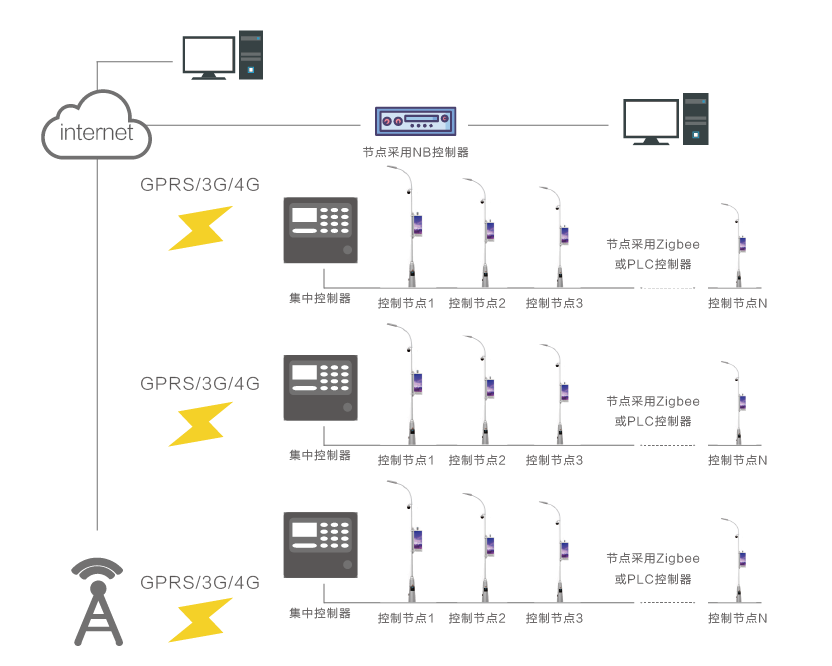 internet
节点采用NB控制器
GPRS/3G/4G
节点采用Zigbee
或PLC控制器
集中控制器
控制节点1
控制节点2
控制节点3
控制节点N
GPRS/3G/4G
节点采用Zigbee
或PLC控制器
集中控制器
控制节点1
控制节点2
控制节点3
控制节点N
GPRS/3G/4G
节点采用Zigbee
或PLC控制器
集中控制器
控制节点1
控制节点2
控制节点3
控制节点N